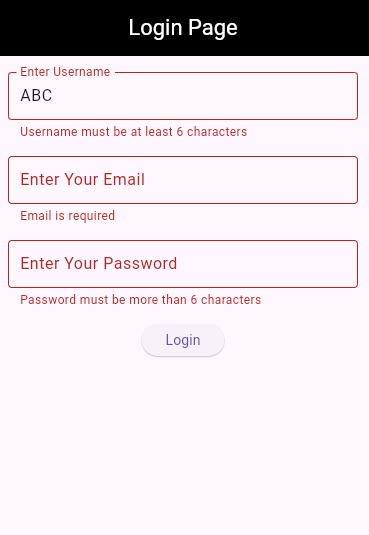 Login Page
Enter Username
ABC
Username must be at least 6 characters
Enter Your Email
Email is required
Enter Your Password
Password must be more than 6 characters
Login